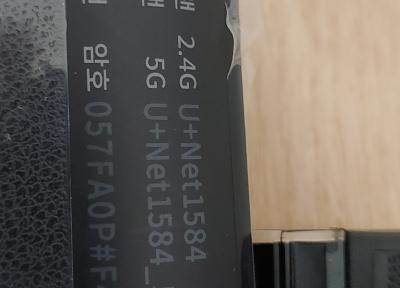 2.4G U+Net1584
5G U+Net1584_
암호 057FA0P#F